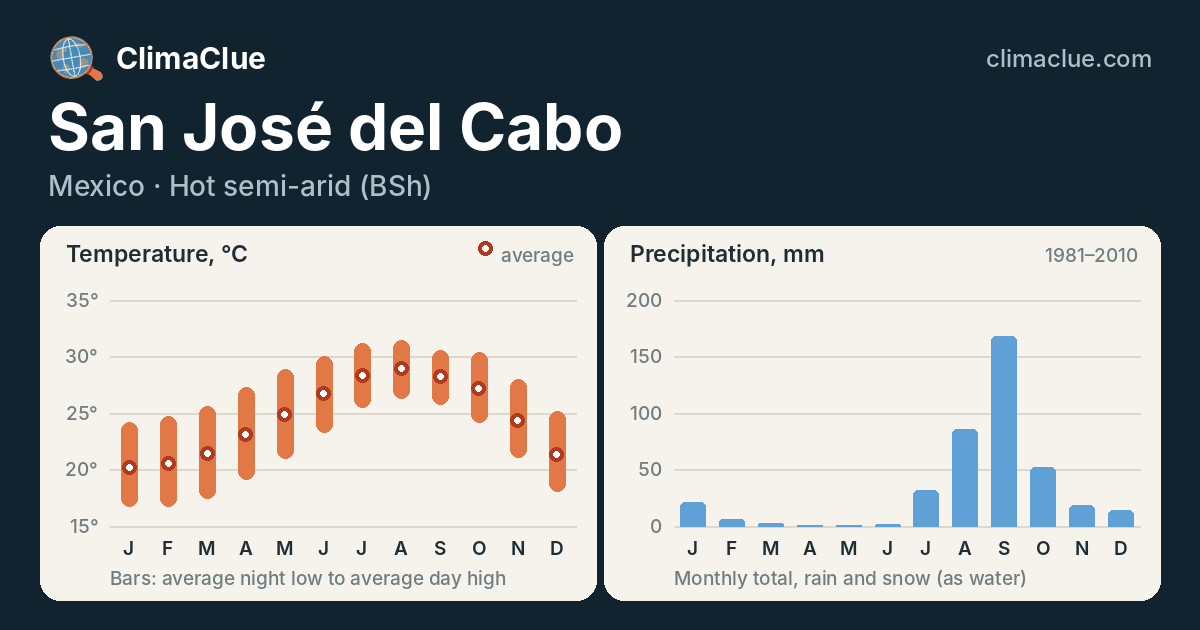 ClimaClue
climaclue.com
San José del Cabo
Mexico · Hot semi-arid (BSh)
Temperature, °C
average
35°
30°
25°
20°
15°
J F M A M J J A S O N D
Bars: average night low to average day high
Precipitation, mm
1981–2010
200
150
100
50
0
J F M A M J J A S O N D
Monthly total, rain and snow (as water)